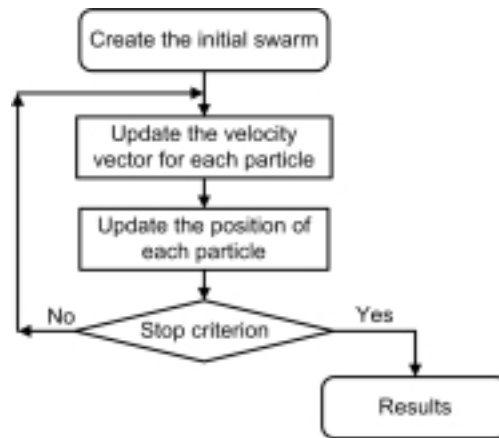 Create the initial swarm
Update the velocity
vector for each particle
Update the position of
each particle
No
Stop criterion
Yes
Results